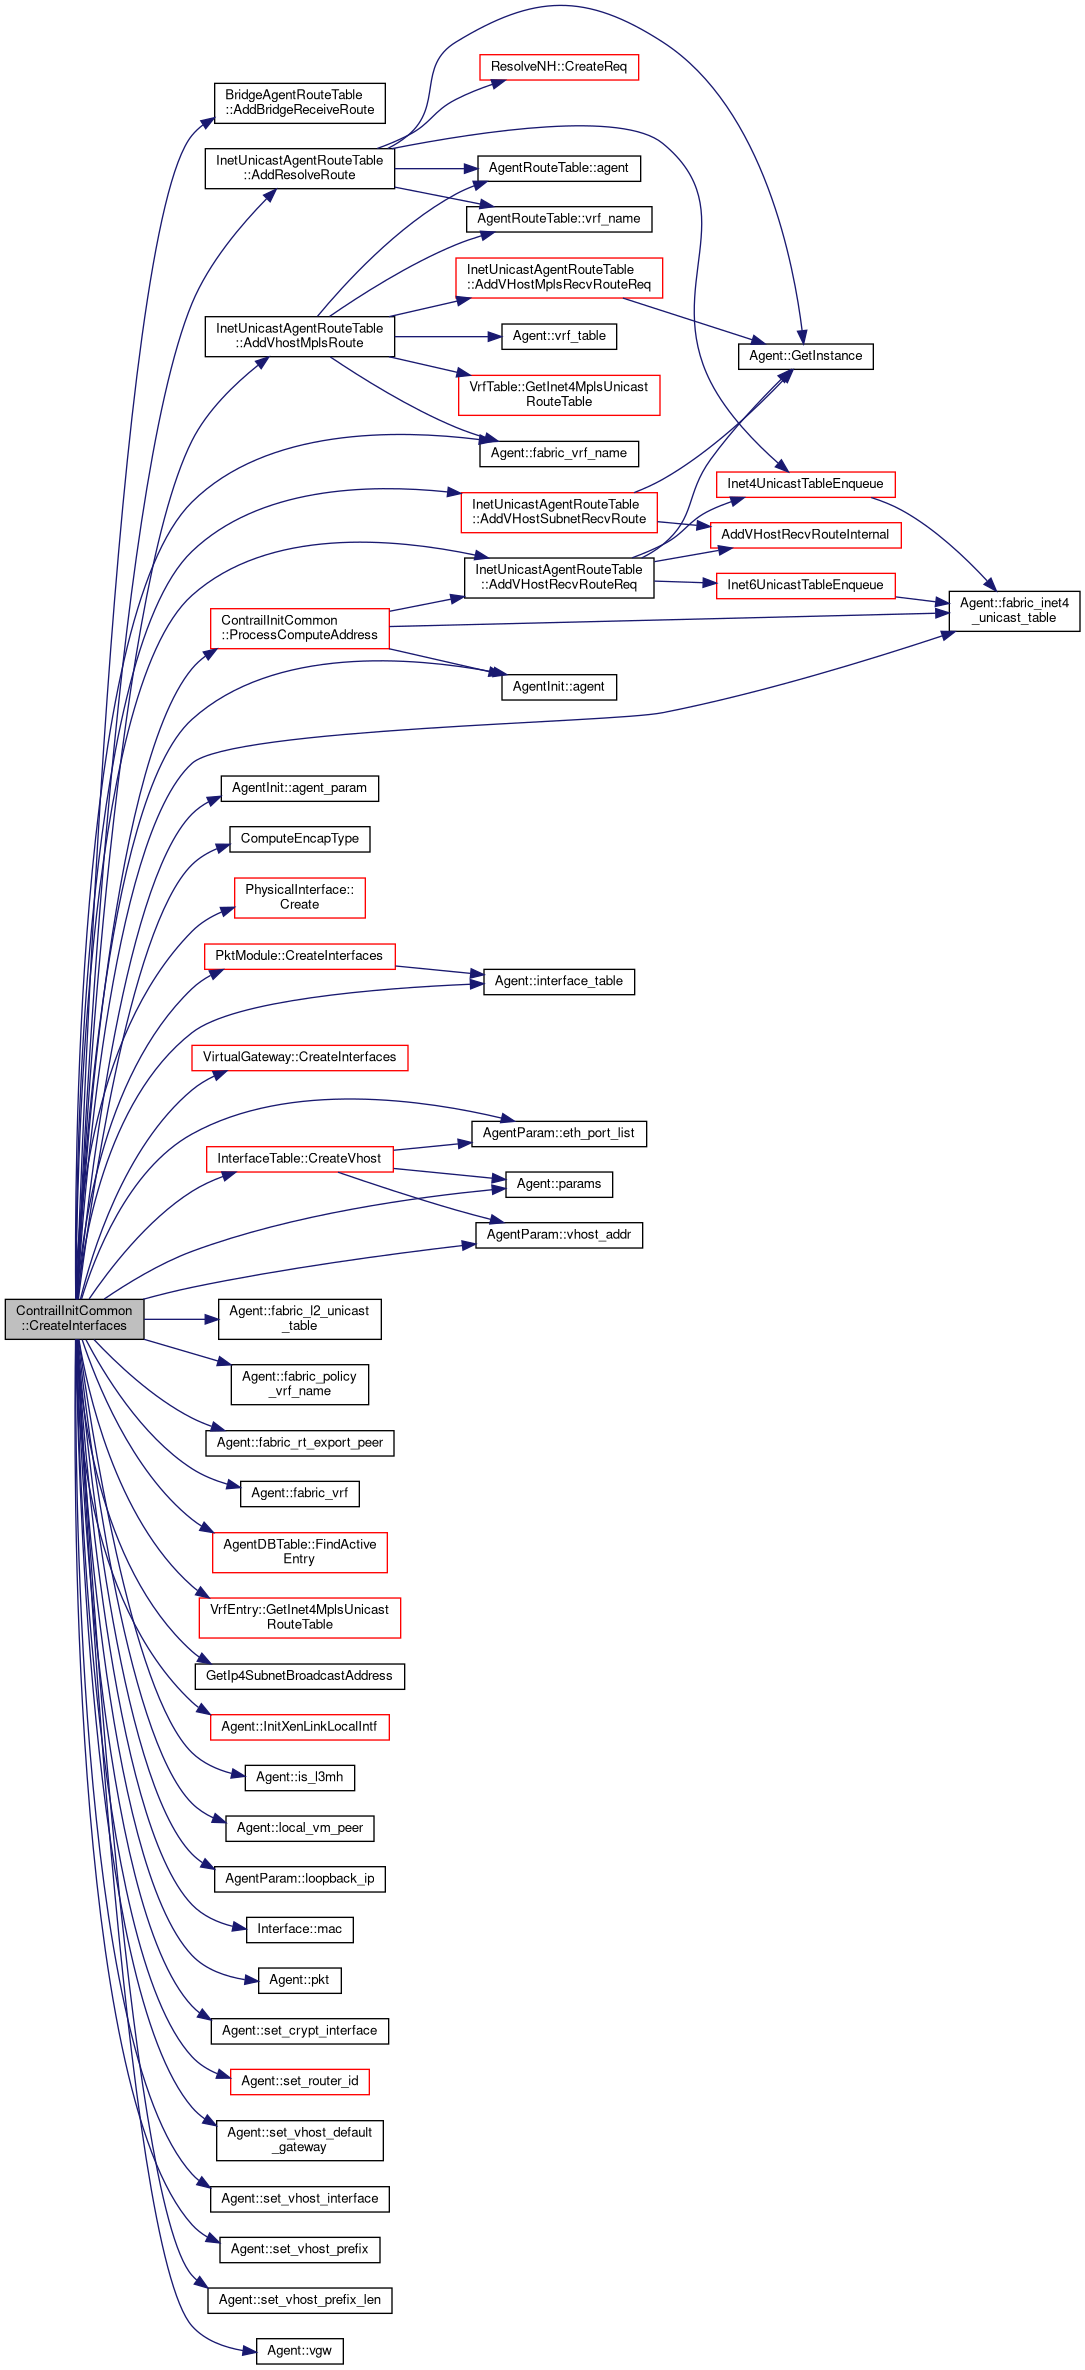 ResolveNH::CreateReq
BridgeAgentRouteTable
::AddBridgeReceiveRoute
InetUnicastAgentRouteTable
::AddResolveRoute
AgentRouteTable::agent
AgentRouteTable::vrf_name
InetUnicastAgentRouteTable
::AddVHostMplsRecvRouteReq
InetUnicastAgentRouteTable
::AddVhostMplsRoute
Agent::vrf_table
Agent::GetInstance
VrfTable::GetInet4MplsUnicast
RouteTable
Agent::fabric_vrf_name
Inet4UnicastTableEnqueue
InetUnicastAgentRouteTable
::AddVHostSubnetRecvRoute
AddVHostRecvRouteInternal
InetUnicastAgentRouteTable
::AddVHostRecvRouteReq
Inet6UnicastTableEnqueue
Agent::fabric_inet4
_unicast_table
ContrailInitCommon
::ProcessComputeAddress
AgentInit::agent
AgentInit::agent_param
ComputeEncapType
PhysicalInterface::
Create
PktModule::CreateInterfaces
Agent::interface_table
VirtualGateway::CreateInterfaces
AgentParam::eth_port_list
InterfaceTable::CreateVhost
Agent::params
AgentParam::vhost_addr
ContrailInitCommon
::CreateInterfaces
Agent::fabric_l2_unicast
_table
Agent::fabric_policy
_vrf_name
Agent::fabric_rt_export_peer
Agent::fabric_vrf
AgentDBTable::FindActive
Entry
VrfEntry::GetInet4MplsUnicast
RouteTable
GetIp4SubnetBroadcastAddress
Agent::InitXenLinkLocalIntf
Agent::is_l3mh
Agent::local_vm_peer
AgentParam::loopback_ip
Interface::mac
Agent::pkt
Agent::set_crypt_interface
Agent::set_router_id
Agent::set_vhost_default
_gateway
Agent::set_vhost_interface
Agent::set_vhost_prefix
Agent::set_vhost_prefix_len
Agent::vgw